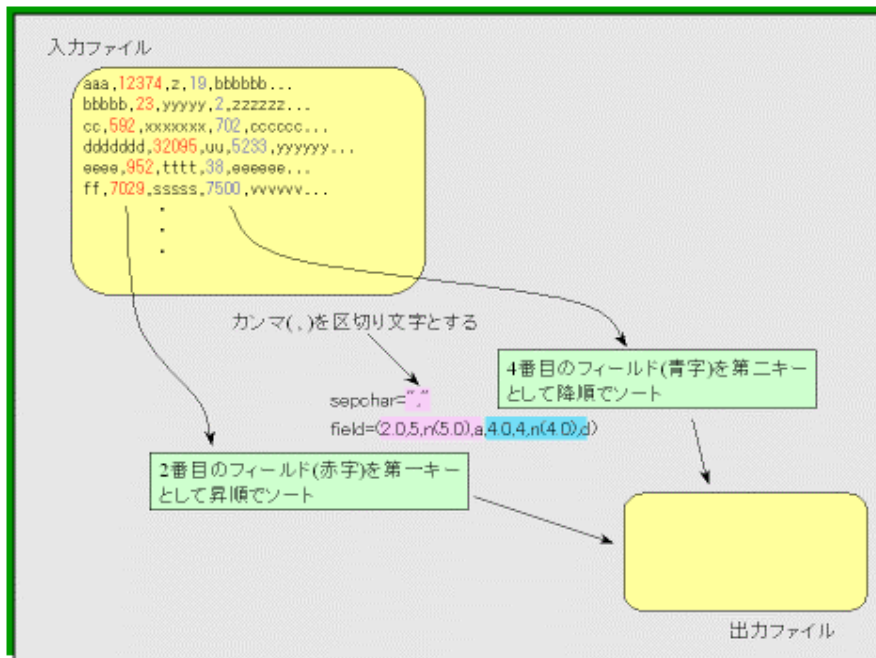 入力ファイル
aaa,12374,z,19,bbbbbb...
bbbbb,23,yyyyy,2,zzzzzz...
cc,592,xxxxxxx,702,cccccc...
ddddddd,32095,uu,5233,yyyyyy...
eeee,952,tttt,38,eeeeee...
ff,7029,sssss,7500,vvvvvv...
カンマ(,)を区切り文字とする
4番目のフィールド(青字)を第二キー
として降順でソート
sepchar=","
field=(2.0,5,n(5.0),a,4.0,4,n(4.0),d)
2番目のフィールド(赤字)を第一キー
として昇順でソート
出力ファイル